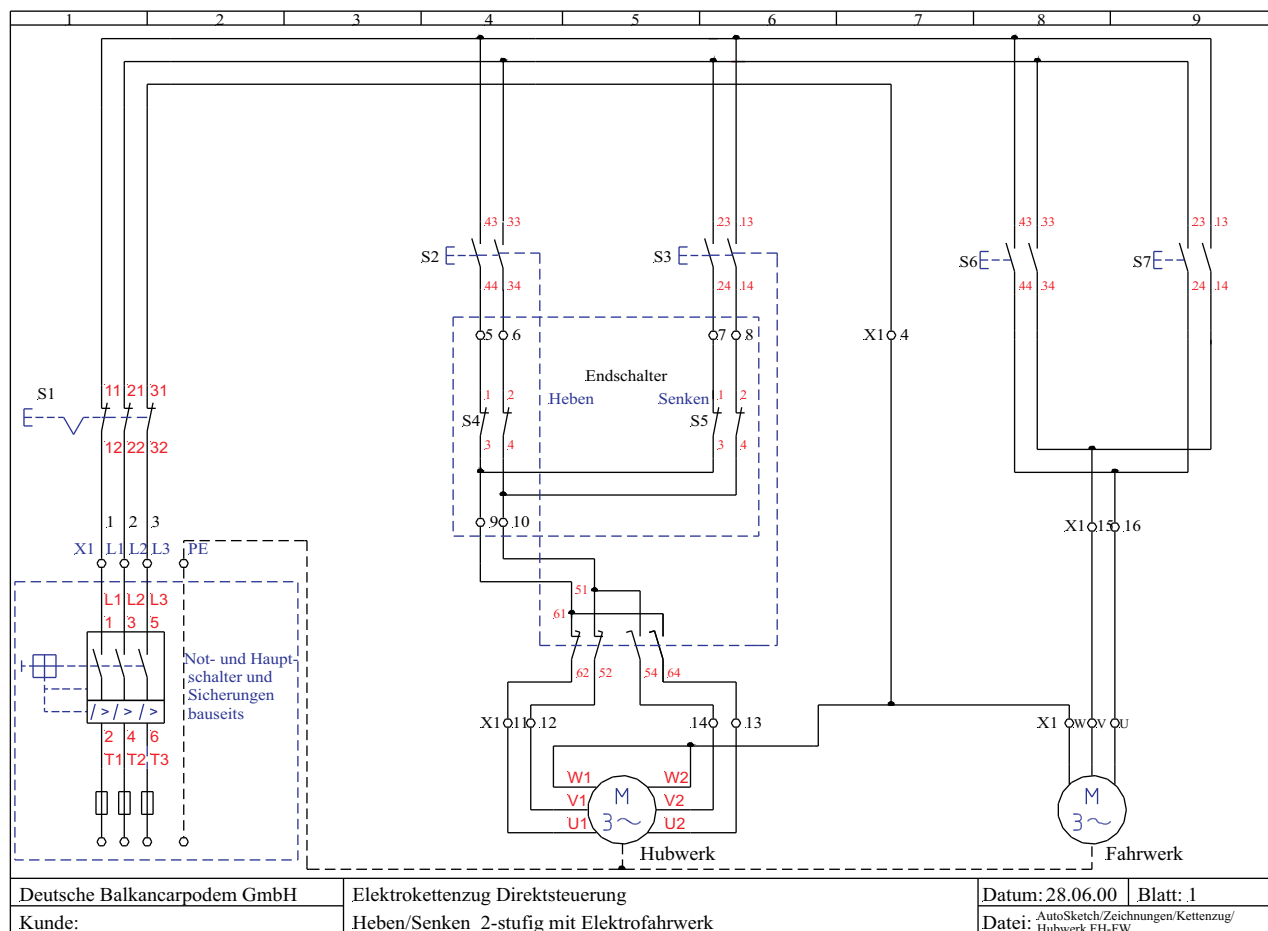 1 2 3 4 5 6 7 8 9
43 33
23 13
43 33
23 13
S2
S3
S6
S7
44 34
24 14
44 34
24 14
5 6
7 8
X1 4
Endschalter
S1
11 21 31
1 2
Heben
Senken
1 2
S4
S5
12 22 32
3 4
3 4
1 2 3
9 10
X1 15 16
X1 L1 L2 L3 PE
51
L1 L2 L3
61
1 3 5
Not- und Haupt-
schalter und
Sicherungen
bauseits
62 52 54 64
I> I> I>
X1 11 12 14 13
X1 W V U
2 4 6
T1 T2 T3
W1 W2
V1 M V2
3 ~
U1 U2
M
3 ~
Hubwerk
Fahrwerk
Deutsche Balkancarpodem GmbH
Elektrokettenzug Direktsteuerung
Datum: 28.06.00
Blatt: 1
Kunde:
Heben/Senken 2-stufig mit Elektrofahrwerk
Datei: AutoSketch/Zeichnungen/Kettenzug/
Hubwerk EH-EW